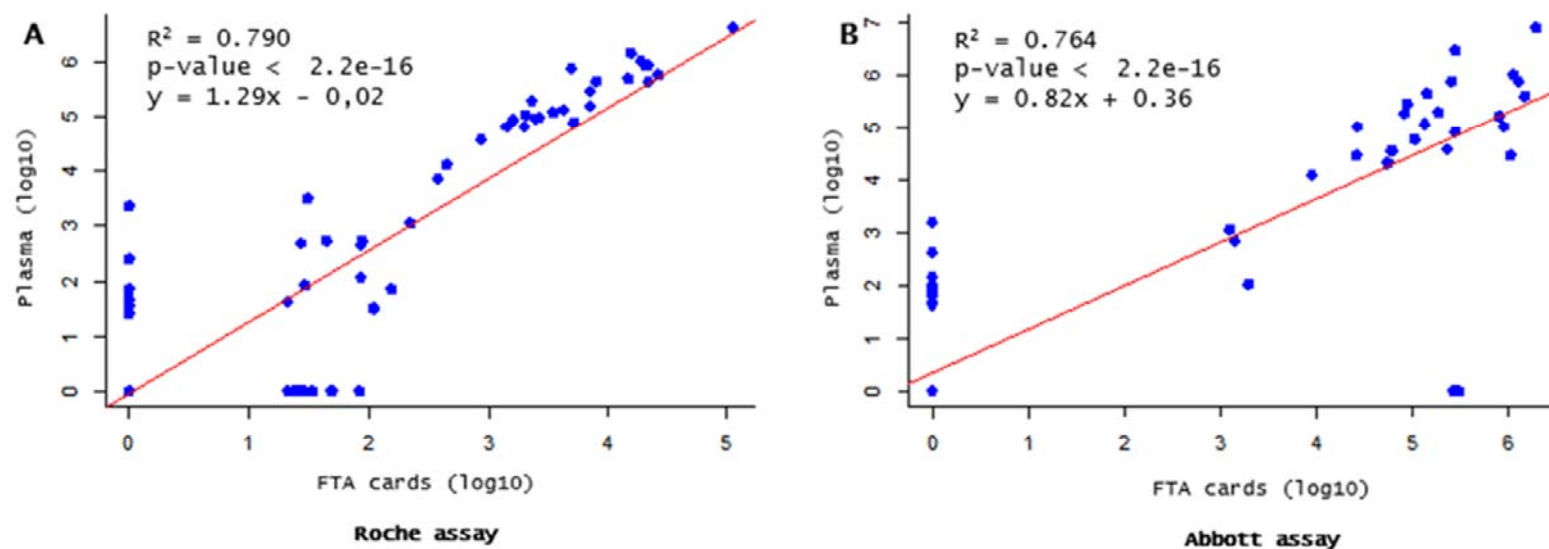 A
R² = 0.790
p-value < 2.2e-16
y = 1.29x - 0,02
Plasma (log10)
6
5
4
3
2
1
0
0 1 2 3 4 5
FTA cards (log10)
Roche assay
B
R² = 0.764
p-value < 2.2e-16
y = 0.82x + 0.36
Plasma (log10)
7
6
5
4
3
2
1
0
0 1 2 3 4 5 6
FTA cards (log10)
Abbott assay